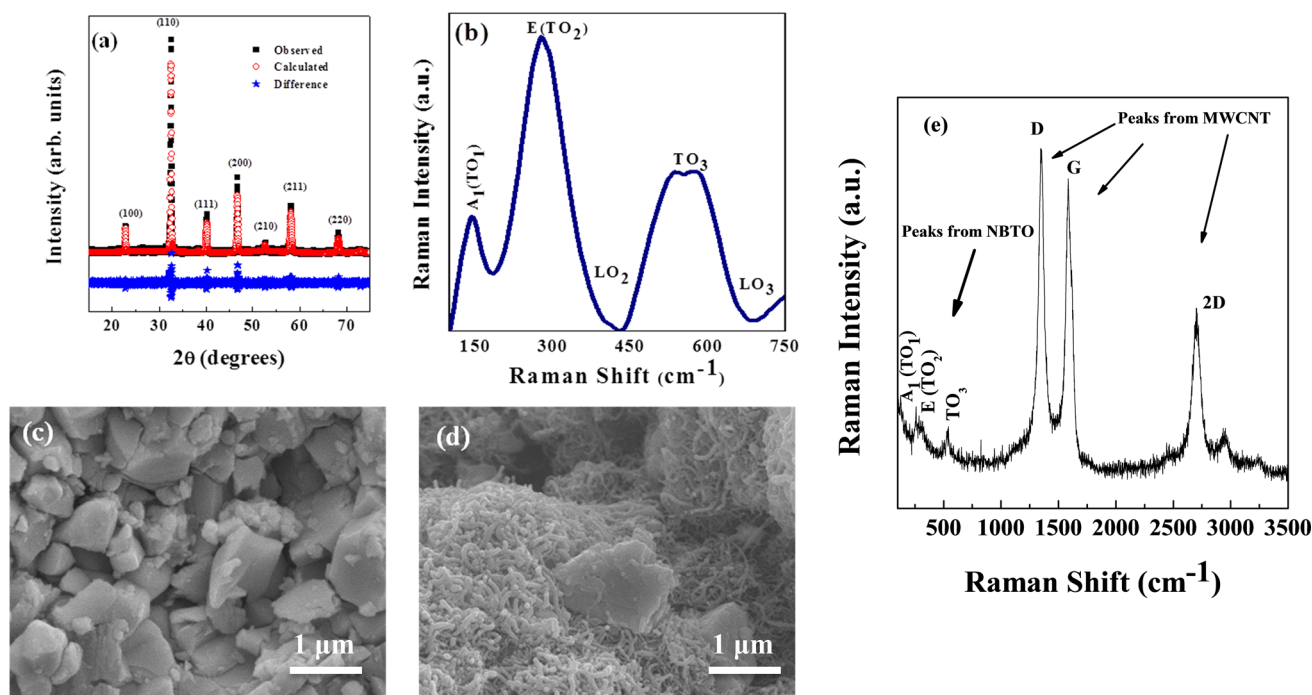 (a)
(110)
Observed
Calculated
Difference
(100)
(111)
(200)
(210)
(211)
(220)
Intensity (arb. units)
20 30 40 50 60 70
2θ (degrees)
(b)
E(TO2)
A1(TO1)
TO3
LO2
LO3
Raman Intensity (a.u.)
150 300 450 600 750
Raman Shift (cm-1)
(c)
1 μm
(d)
1 μm
(e)
D
Peaks from MWCNT
G
Peaks from NBTO
2D
A1 (TO1)
E (TO2)
TO3
Raman Intensity (a.u.)
500 1000 1500 2000 2500 3000 3500
Raman Shift (cm-1)